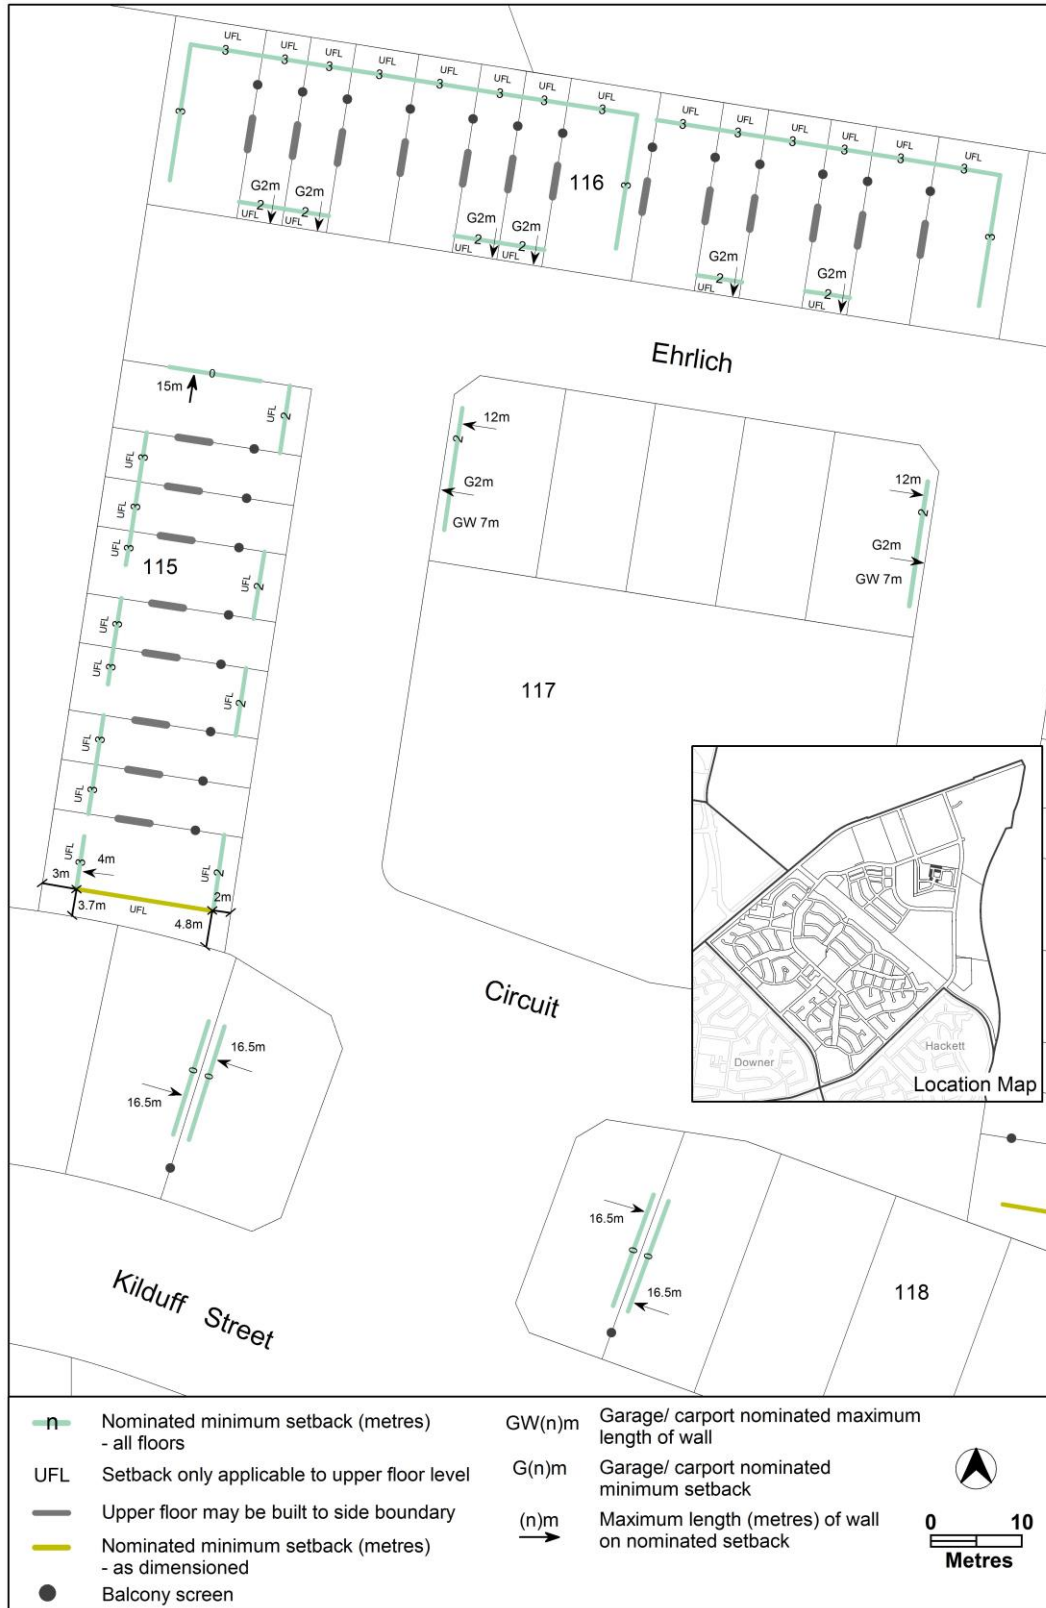 UFL UFL UFL UFL UFL UFL UFL UFL
3 3 3 3 3 3 3 3
UFL UFL UFL UFL UFL UFL
3 3 3 3 3 3
3
3
3
116
G2m G2m
2 2
UFL UFL
G2m G2m
2 2
UFL UFL
G2m
2
UFL
G2m
2
UFL
Ehrlich
0
15m
UFL 2
UFL 3
UFL 3
UFL 3
115
UFL 2
UFL 3
UFL 3
UFL 2
UFL 3
UFL 3
UFL 3
4m
UFL 2
3m
3.7m
UFL
4.8m
2m
12m
2
G2m
GW 7m
12m
2
G2m
GW 7m
117
Circuit
16.5m
0 0
16.5m
16.5m
0 0
16.5m
118
Kilduff Street
Downer
Hackett
Location Map
n Nominated minimum setback (metres)
- all floors
UFL Setback only applicable to upper floor level
Upper floor may be built to side boundary
Nominated minimum setback (metres)
- as dimensioned
Balcony screen
GW(n)m Garage/ carport nominated maximum
length of wall
G(n)m Garage/ carport nominated
minimum setback
(n)m Maximum length (metres) of wall
on nominated setback
0 10
Metres